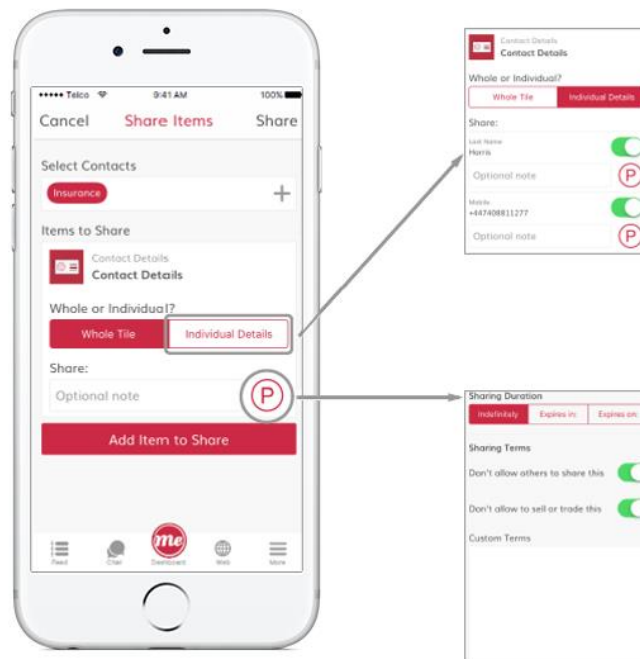 Telco 9:41 AM 100%
Cancel Share Items Share
Select Contacts
Insurance +
Items to Share
Contact Details
Contact Details
Whole or Individual?
Whole Tile Individual Details
Share:
Optional note P
Add Item to Share
Feed Chat Dashboard Web More
me
Contact Details
Contact Details
Whole or Individual?
Whole Tile Individual Details
Share:
Last Name
Harris
Optional note P
Mobile
+447408811277
Optional note P
Sharing Duration
Indefinitely Expires in: Expires on:
Sharing Terms
Don't allow others to share this
Don't allow to sell or trade this
Custom Terms